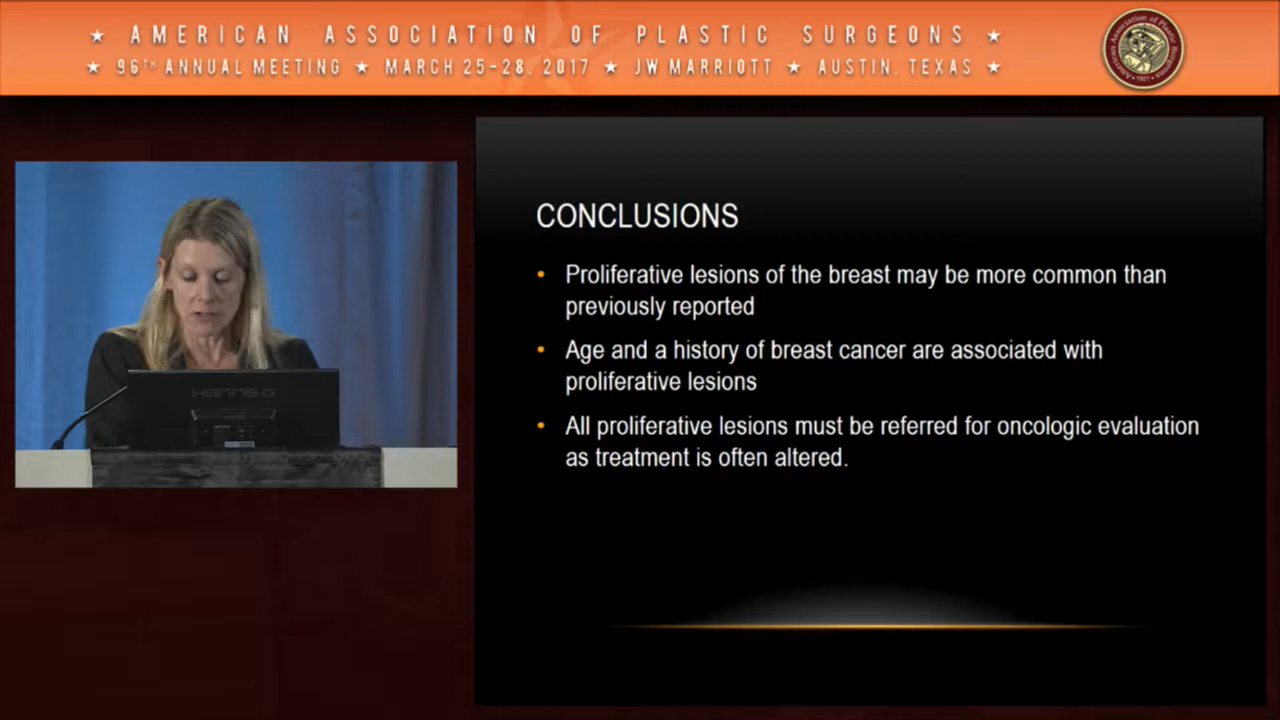 ★ AMERICAN ASSOCIATION OF PLASTIC SURGEONS ★
★ 96TH ANNUAL MEETING ★ MARCH 25-28, 2017 ★ JW MARRIOTT ★ AUSTIN, TEXAS ★
HANNS-G
CONCLUSIONS
• Proliferative lesions of the breast may be more common than
previously reported
• Age and a history of breast cancer are associated with
proliferative lesions
• All proliferative lesions must be referred for oncologic evaluation
as treatment is often altered.